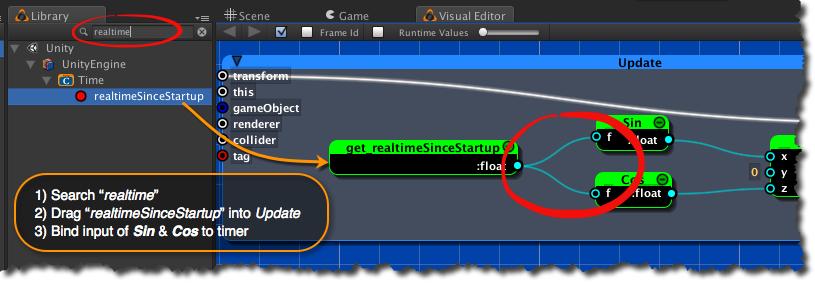 Library
realtime
Unity
UnityEngine
Time
realtimeSinceStartup
Scene
Game
Visual Editor
Frame Id
Runtime Values
Update
transform
this
gameObject
renderer
collider
tag
get_realtimeSinceStartup
:float
Sin
f :float
Cos
f :float
x
0 y
z
1) Search “realtime”
2) Drag “realtimeSinceStartup” into Update
3) Bind input of SIn & Cos to timer